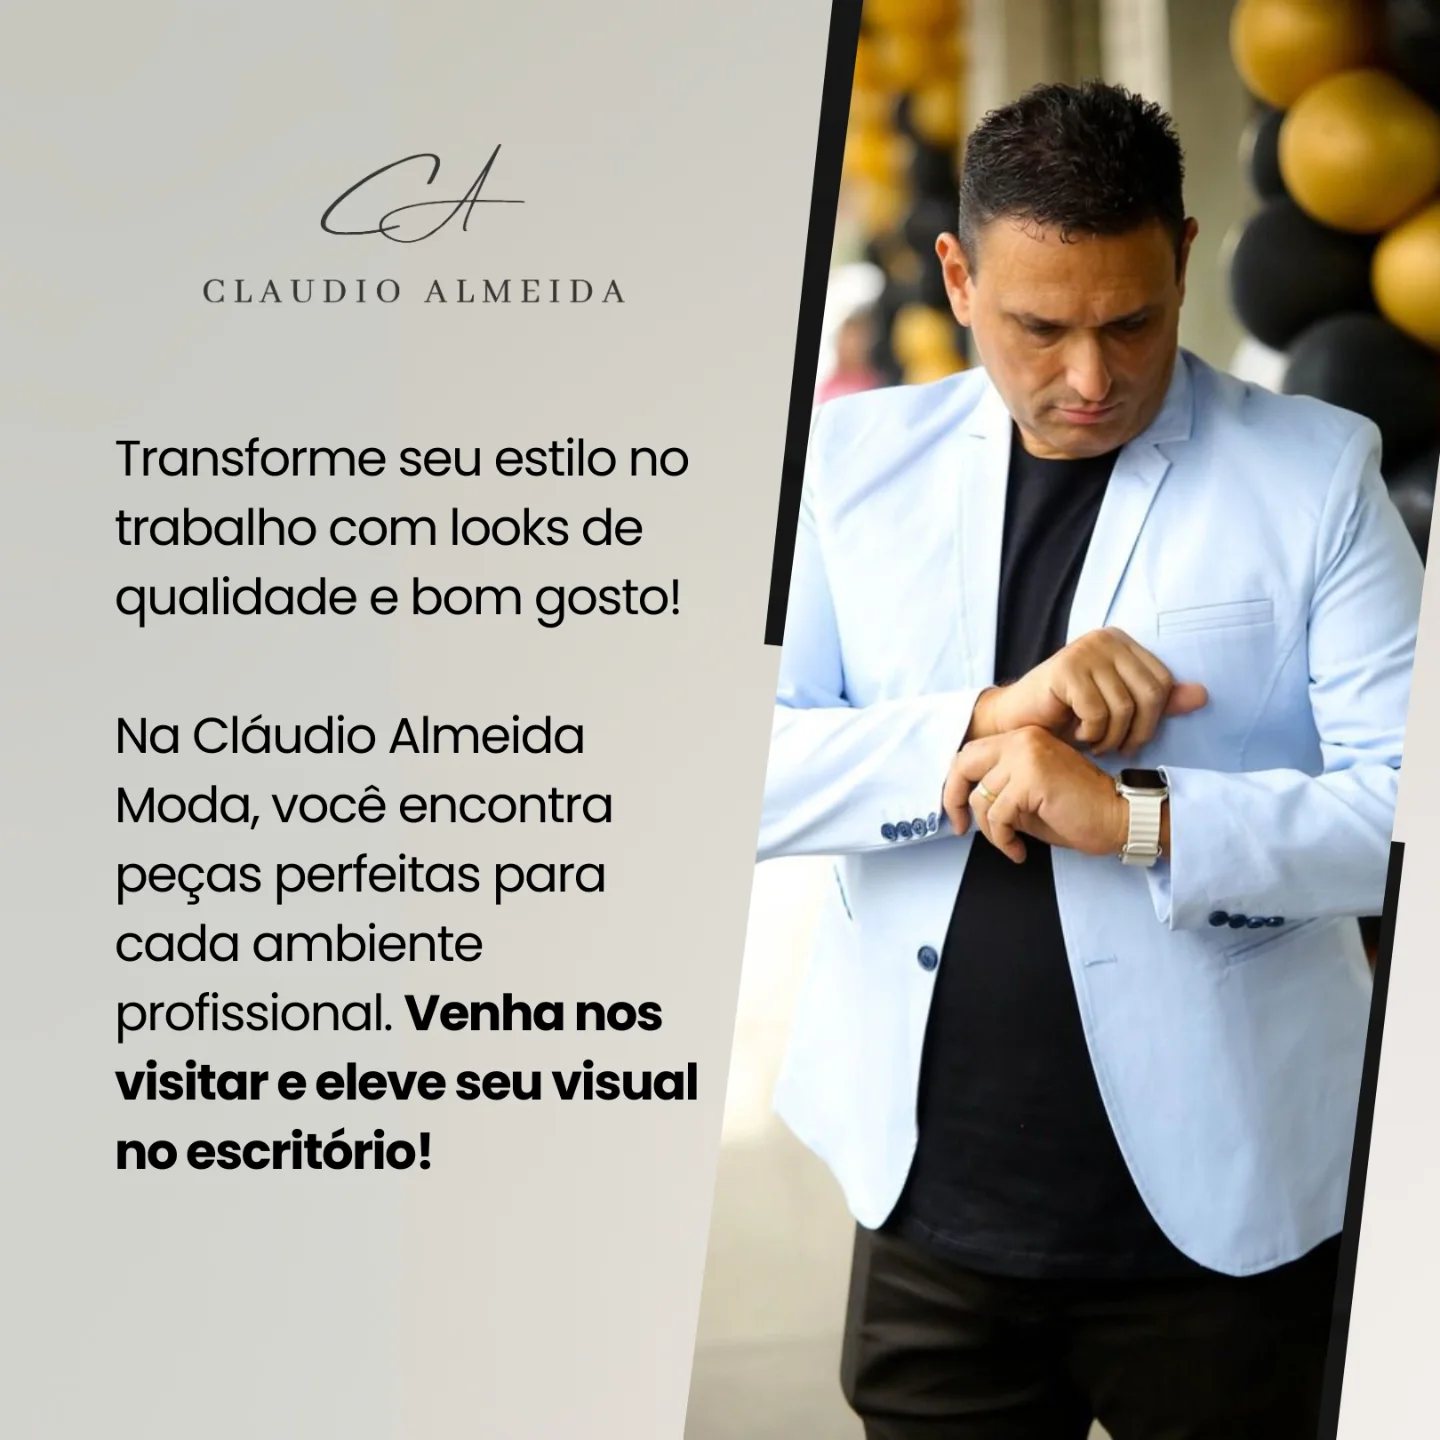 CA
CLAUDIO ALMEIDA
Transforme seu estilo no
trabalho com looks de
qualidade e bom gosto!
Na Cláudio Almeida
Moda, você encontra
peças perfeitas para
cada ambiente
profissional. Venha nos
visitar e eleve seu visual
no escritório!